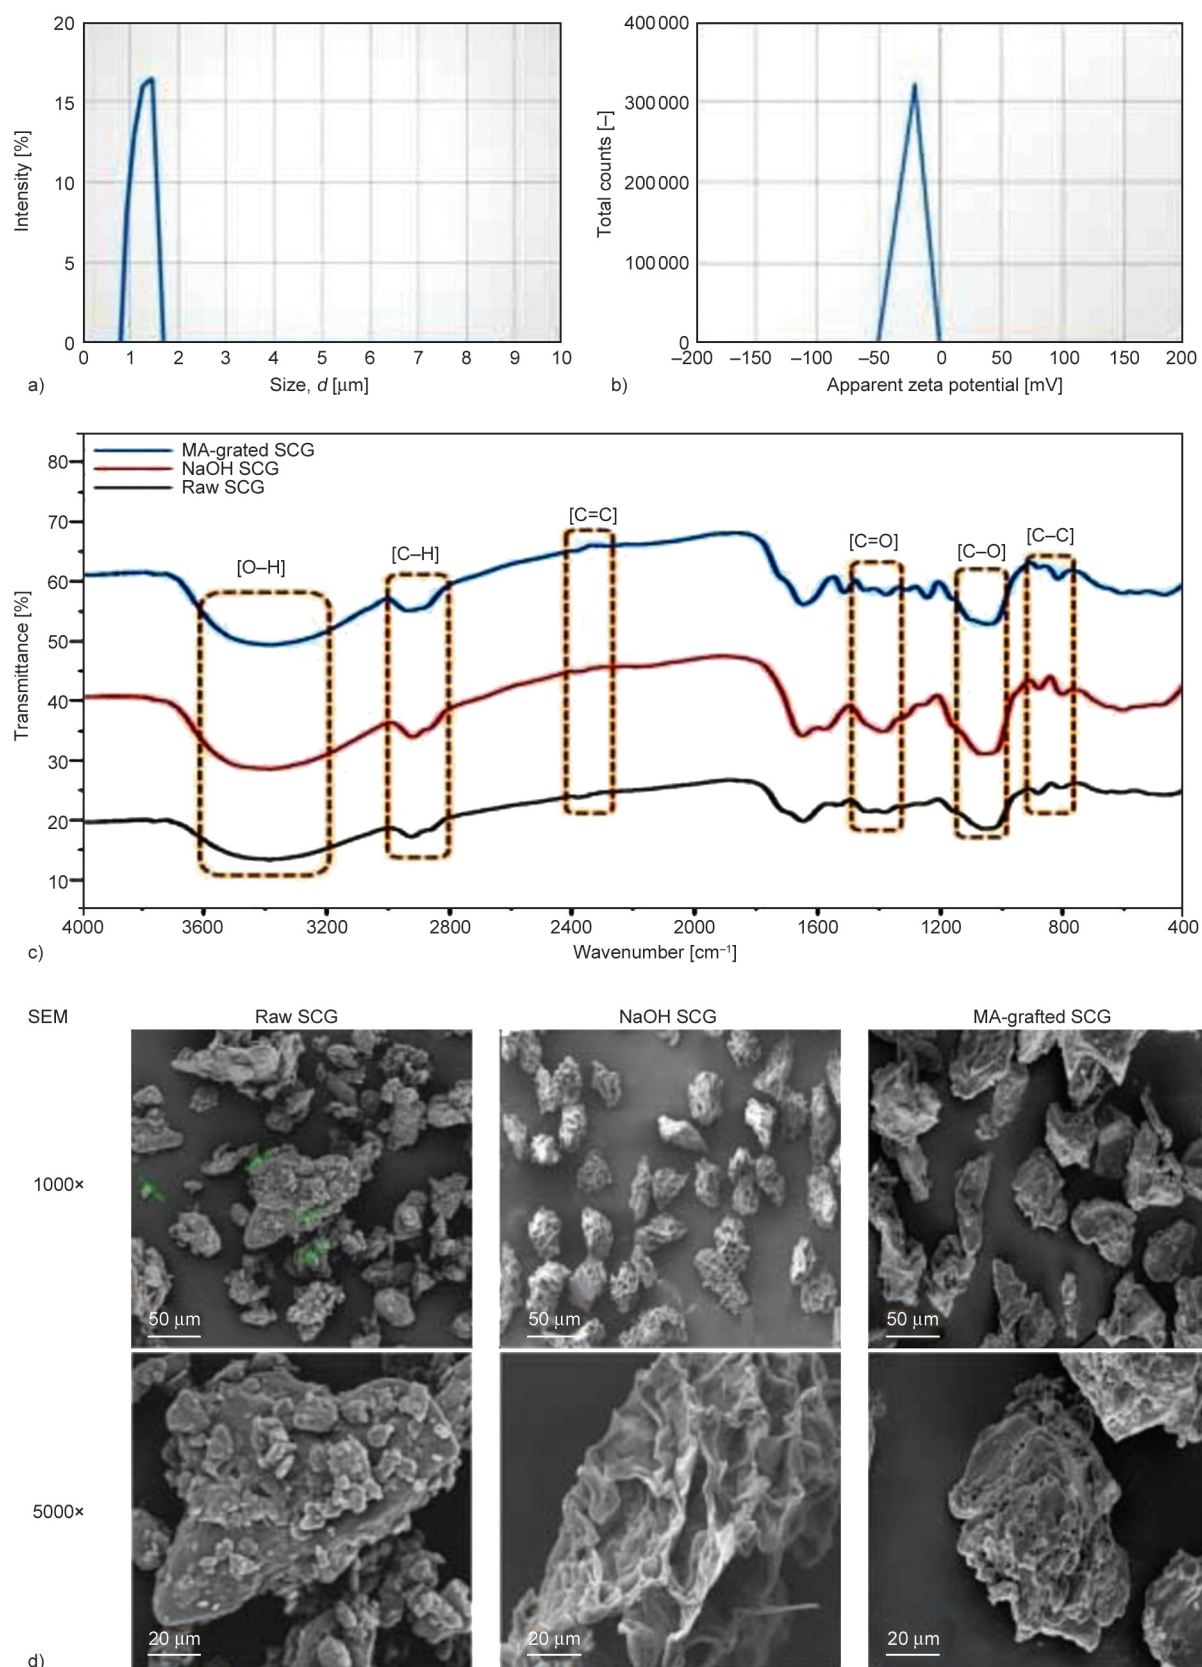 20
15
10
5
0
Intensity [%]
0 1 2 3 4 5 6 7 8 9 10
Size, d [μm]
a)
400 000
300 000
200 000
100 000
0
Total counts [–]
–200 –150 –100 –50 0 50 100 150 200
Apparent zeta potential [mV]
b)
80
70
60
50
40
30
20
10
Transmittance [%]
MA-grated SCG
NaOH SCG
Raw SCG
[O–H]
[C–H]
[C=C]
[C=O]
[C–O]
[C–C]
4000 3600 3200 2800 2400 2000 1600 1200 800 400
Wavenumber [cm⁻¹]
c)
SEM
Raw SCG
NaOH SCG
MA-grafted SCG
1000×
50 μm
50 μm
50 μm
5000×
20 μm
20 μm
20 μm
d)